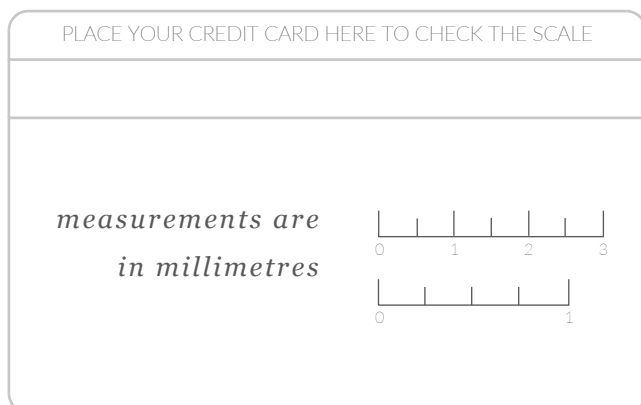 PLACE YOUR CREDIT CARD HERE TO CHECK THE SCALE
measurements are
in millimetres
0 1 2 3
0 1